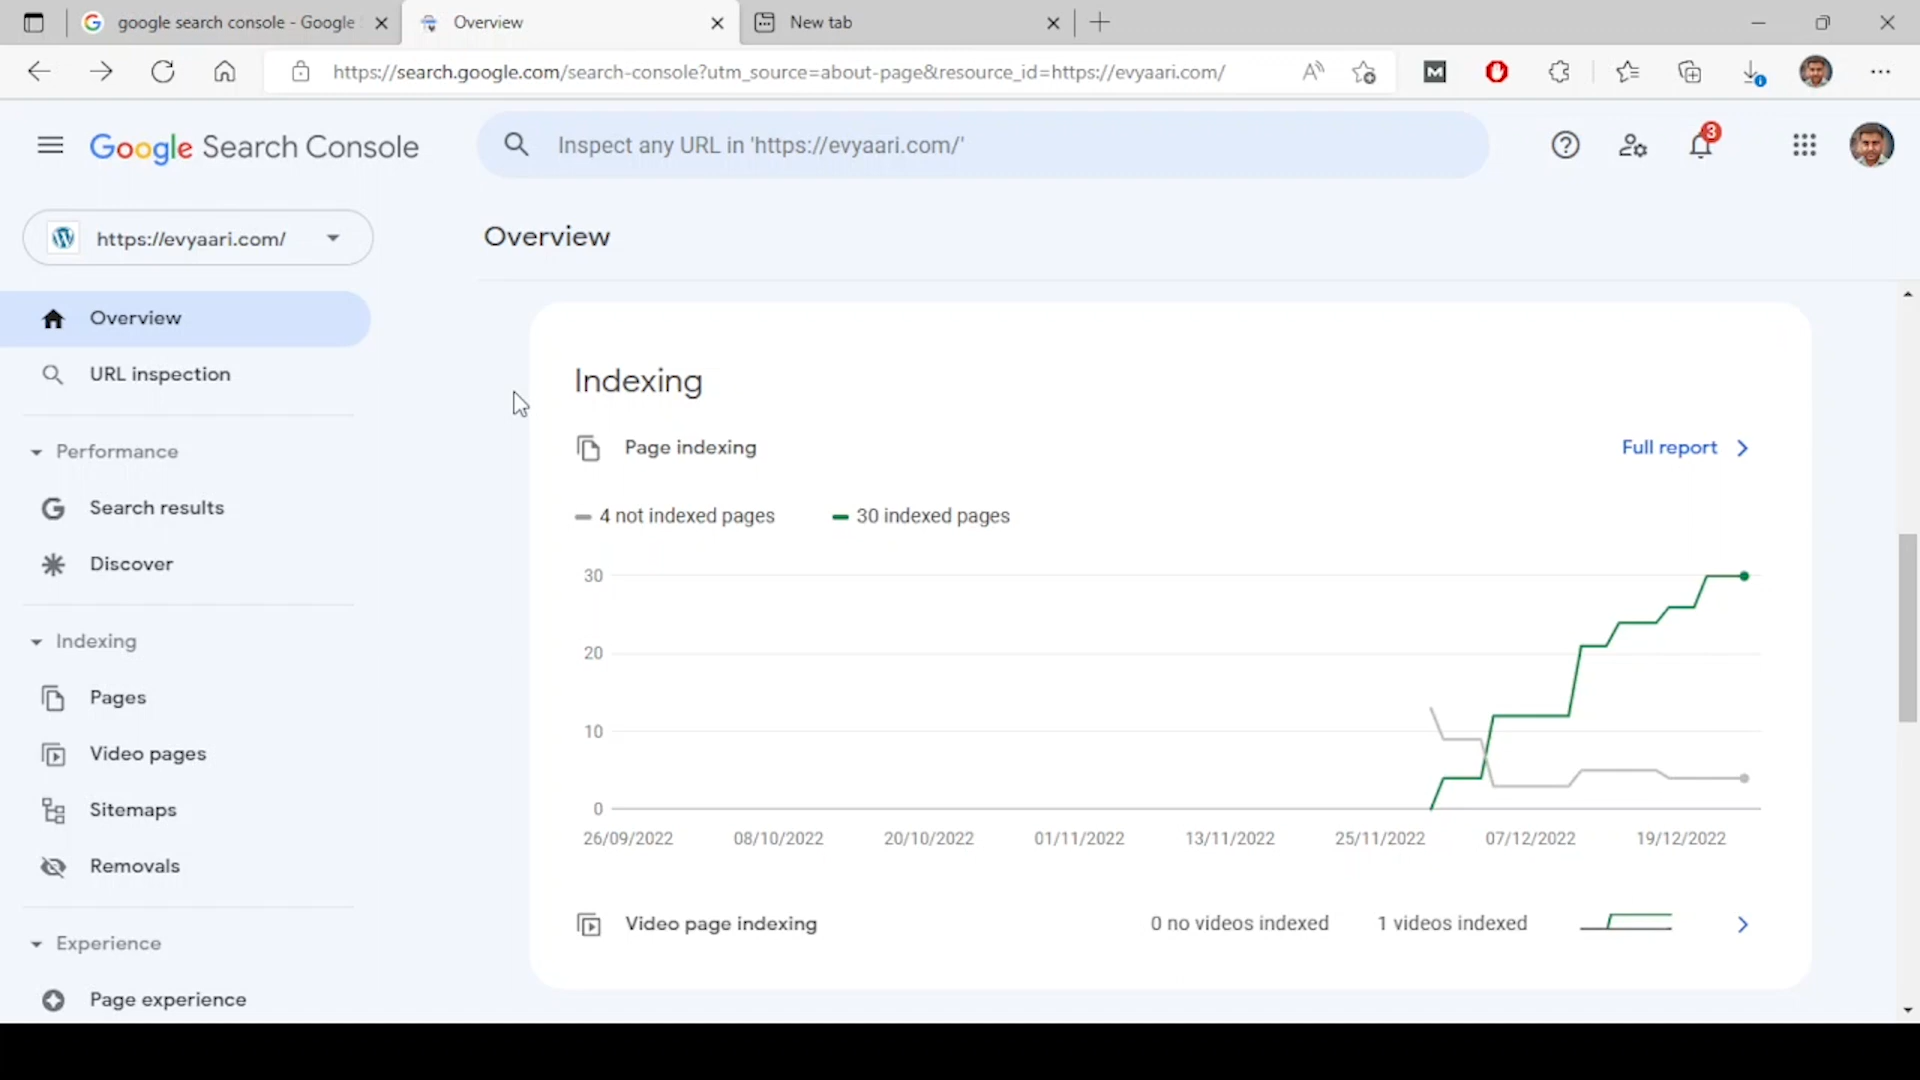 google search console - Google
Overview
New tab
https://search.google.com/search-console?utm_source=about-page&resource_id=https://evyaari.com/
Google Search Console
Inspect any URL in 'https://evyaari.com/'
3
https://evyaari.com/
Overview
Overview
URL inspection
Performance
Search results
Discover
Indexing
Pages
Video pages
Sitemaps
Removals
Experience
Page experience
Indexing
Page indexing
Full report
4 not indexed pages
30 indexed pages
30
20
10
0
26/09/2022 08/10/2022 20/10/2022 01/11/2022 13/11/2022 25/11/2022 07/12/2022 19/12/2022
Video page indexing
0 no videos indexed
1 videos indexed